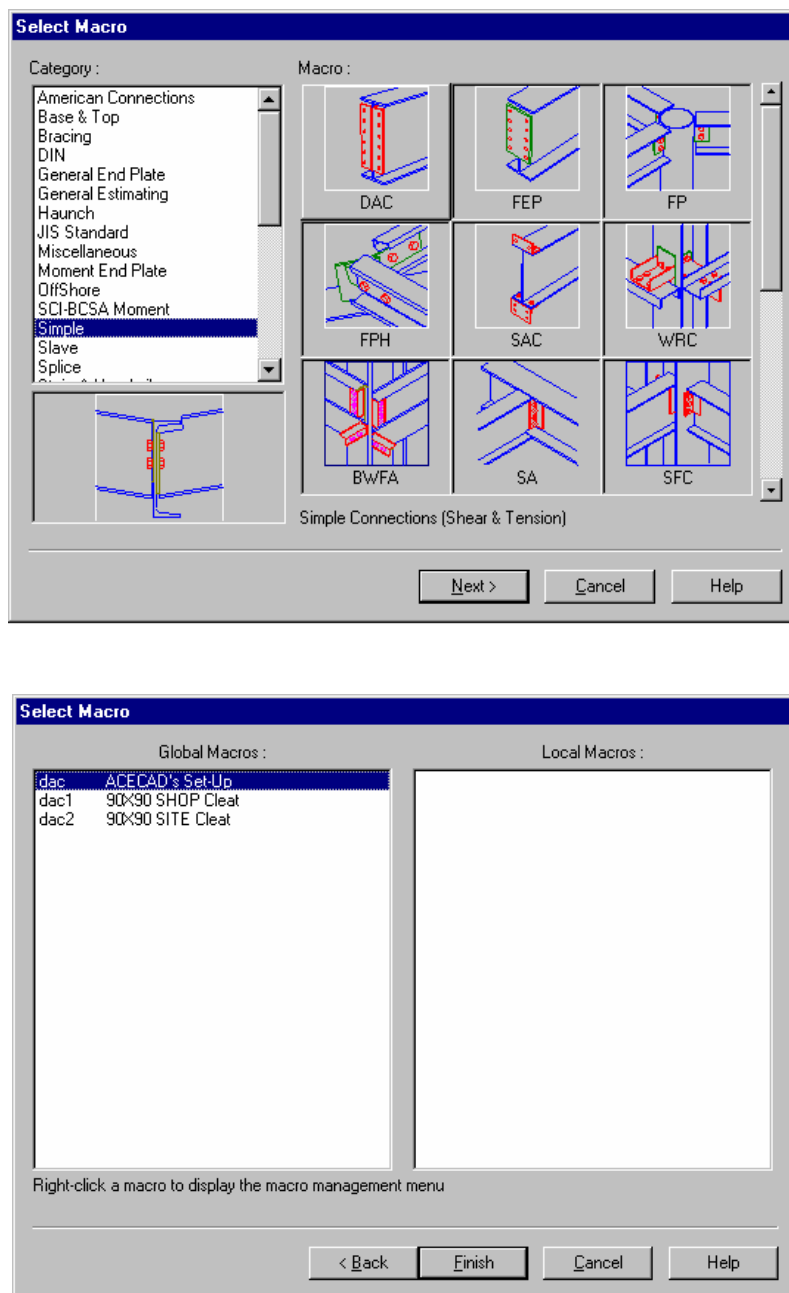 Select Macro
Category :
Macro :
American Connections
Base & Top
Bracing
DIN
General End Plate
General Estimating
Haunch
JIS Standard
Miscellaneous
Moment End Plate
OffShore
SCI-BCSA Moment
Simple
Slave
Splice
DAC
FEP
FP
FPH
SAC
WRC
BWFA
SA
SFC
Simple Connections (Shear & Tension)
Next >
Cancel
Help
Select Macro
Global Macros :
Local Macros :
dac ACECAD's Set-Up
dac1 90X90 SHOP Cleat
dac2 90X90 SITE Cleat
Right-click a macro to display the macro management menu
< Back
Finish
Cancel
Help